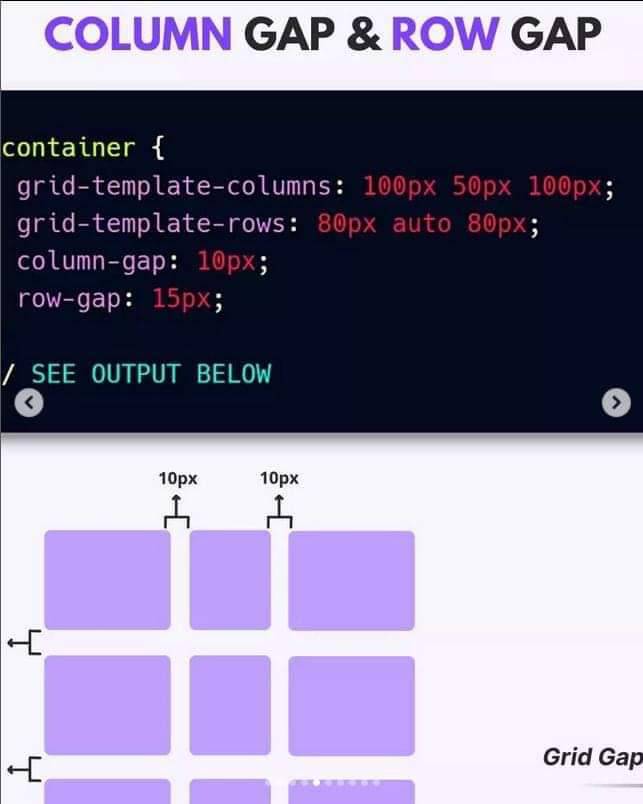 COLUMN GAP & ROW GAP
container {
grid-template-columns: 100px 50px 100px;
grid-template-rows: 80px auto 80px;
column-gap: 10px;
row-gap: 15px;
/ SEE OUTPUT BELOW
10px 10px
Grid Gap